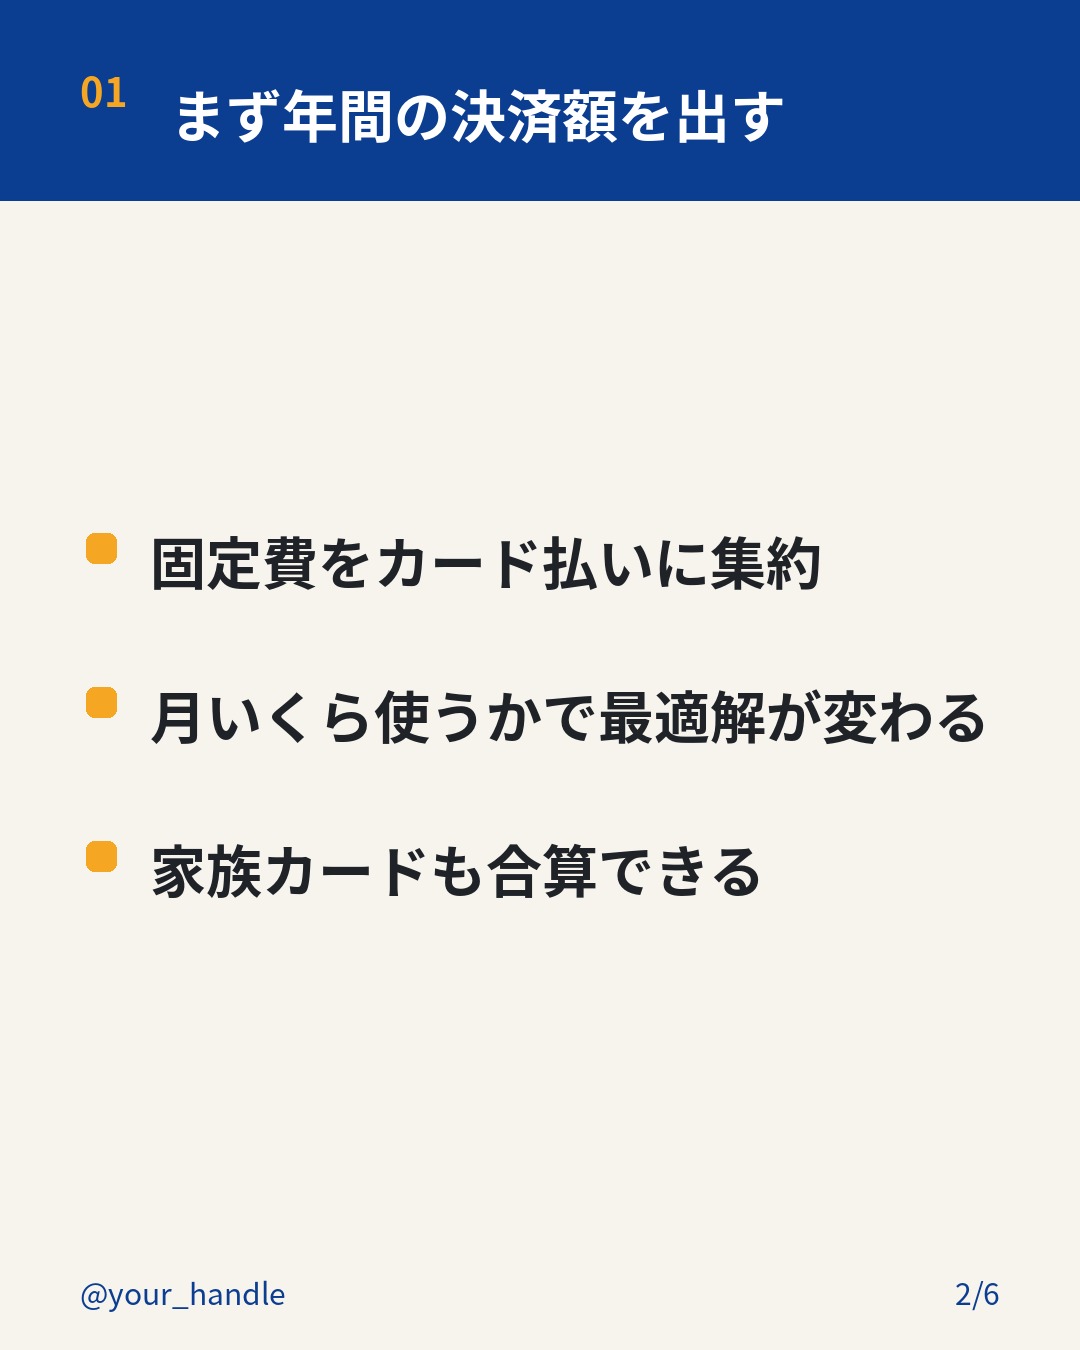 01 まず年間の決済額を出す
固定費をカード払いに集約
月いくら使うかで最適解が変わる
家族カードも合算できる
@your_handle 2/6